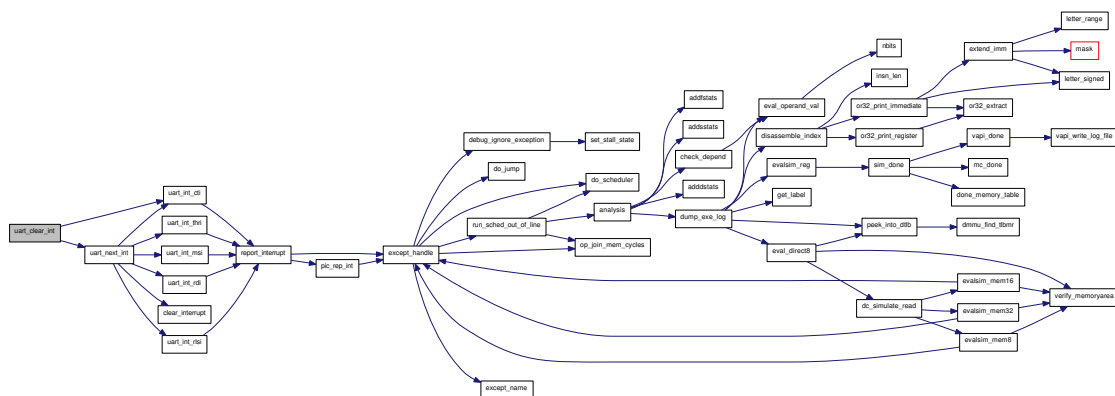 uart_clear_int
uart_next_int
uart_int_cti
uart_int_thri
uart_int_msi
uart_int_rdi
clear_interrupt
uart_int_rlsi
report_interrupt
pic_rep_int
except_handle
debug_ignore_exception
do_jump
do_scheduler
run_sched_out_of_line
op_join_mem_cycles
except_name
set_stall_state
analysis
addfstats
addsstats
check_depend
adddstats
dump_exe_log
eval_operand_val
disassemble_index
evalsim_reg
get_label
eval_direct8
nbits
insn_len
or32_print_immediate
or32_print_register
sim_done
peek_into_dtlb
dc_simulate_read
extend_imm
or32_extract
vapi_done
mc_done
done_memory_table
dmmu_find_tlbmr
evalsim_mem16
evalsim_mem32
evalsim_mem8
letter_range
mask
letter_signed
vapi_write_log_file
verify_memoryarea